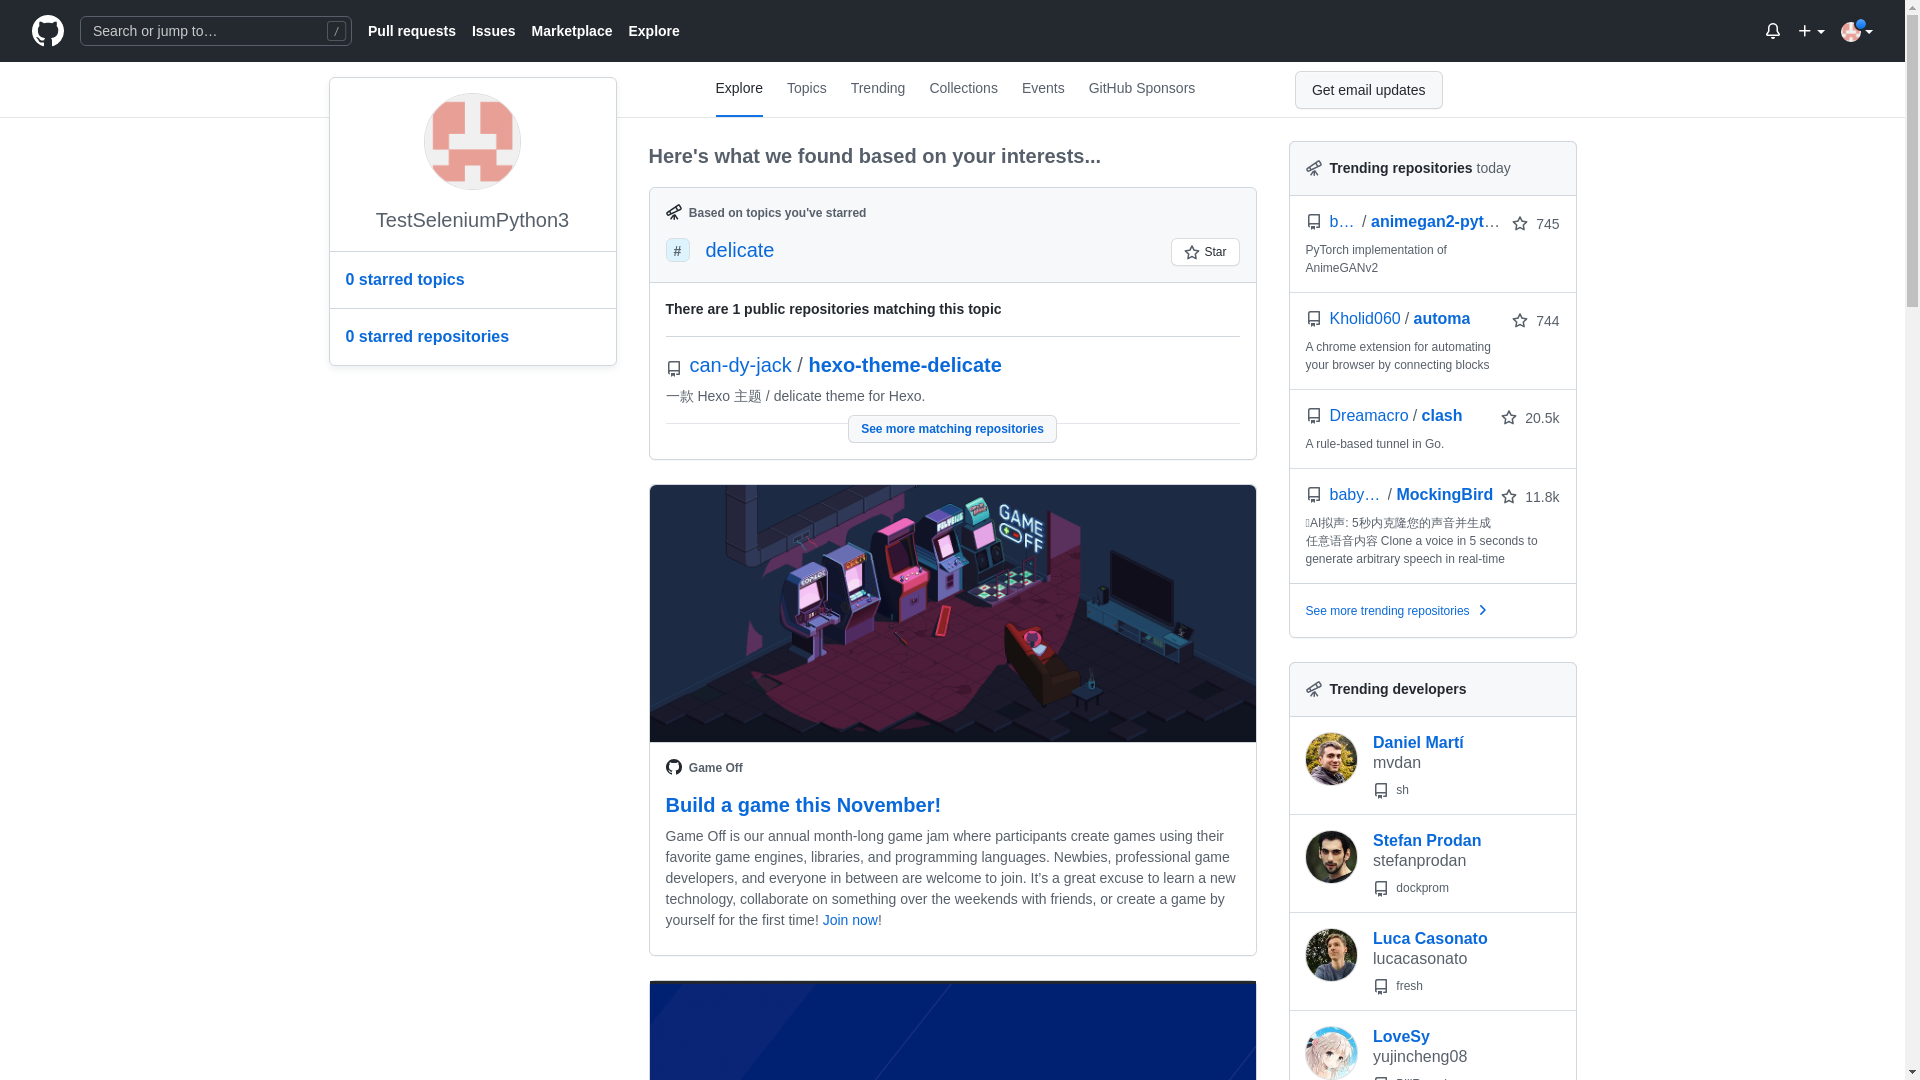 Search or jump to…
/
Pull requests
Issues
Marketplace
Explore
Explore
Topics
Trending
Collections
Events
GitHub Sponsors
Get email updates
TestSeleniumPython3
0 starred topics
0 starred repositories
Here's what we found based on your interests...
Based on topics you've starred
# delicate
Star
There are 1 public repositories matching this topic
can-dy-jack / hexo-theme-delicate
一款 Hexo 主题 / delicate theme for Hexo.
See more matching repositories
GAME
OFF
Game Off
Build a game this November!
Game Off is our annual month-long game jam where participants create games using their
favorite game engines, libraries, and programming languages. Newbies, professional game
developers, and everyone in between are welcome to join. It’s a great excuse to learn a new
technology, collaborate on something over the weekends with friends, or create a game by
yourself for the first time! Join now!
Trending repositories today
b… / animegan2-pyt…
745
PyTorch implementation of
AnimeGANv2
Kholid060 / automa
744
A chrome extension for automating
your browser by connecting blocks
Dreamacro / clash
20.5k
A rule-based tunnel in Go.
baby… / MockingBird
11.8k
AI拟声: 5秒内克隆您的声音并生成
任意语音内容 Clone a voice in 5 seconds to
generate arbitrary speech in real-time
See more trending repositories
Trending developers
Daniel Martí
mvdan
sh
Stefan Prodan
stefanprodan
dockprom
Luca Casonato
lucacasonato
fresh
LoveSy
yujincheng08